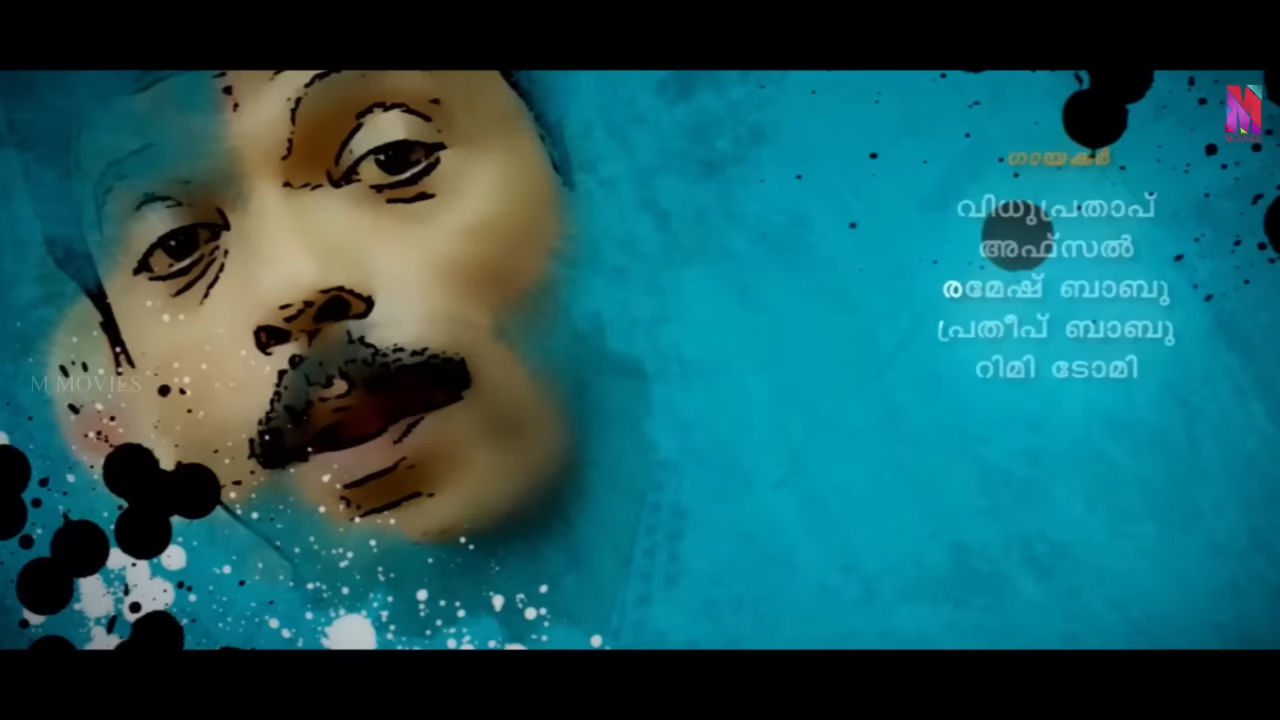 ഗായകർ
വിധുപ്രതാപ്
അഫ്സൽ
രമേഷ് ബാബു
പ്രതീപ് ബാബു
റിമി ടോമി
M MOVIES